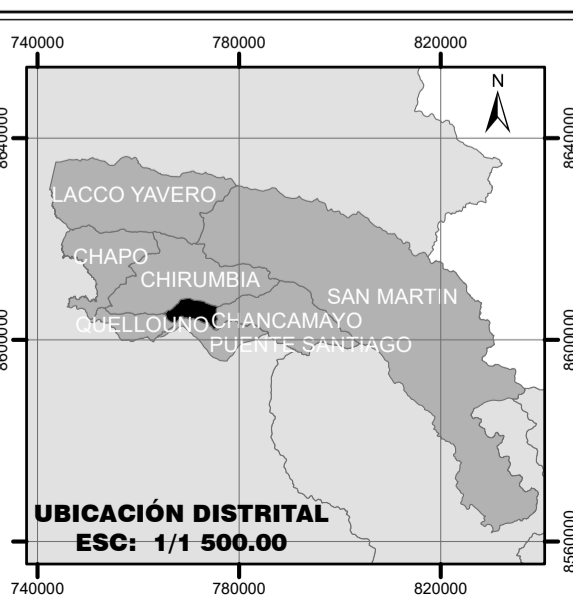 740000 780000 820000
N
8640000 8640000
LACCO YAVERO
CHAPO
CHIRUMBIA
SAN MARTIN
QUELLOUNO CHANCAMAYO
PUENTE SANTIAGO
8600000 8600000
UBICACIÓN DISTRITAL
ESC: 1/1 500.00
8560000
740000 780000 820000